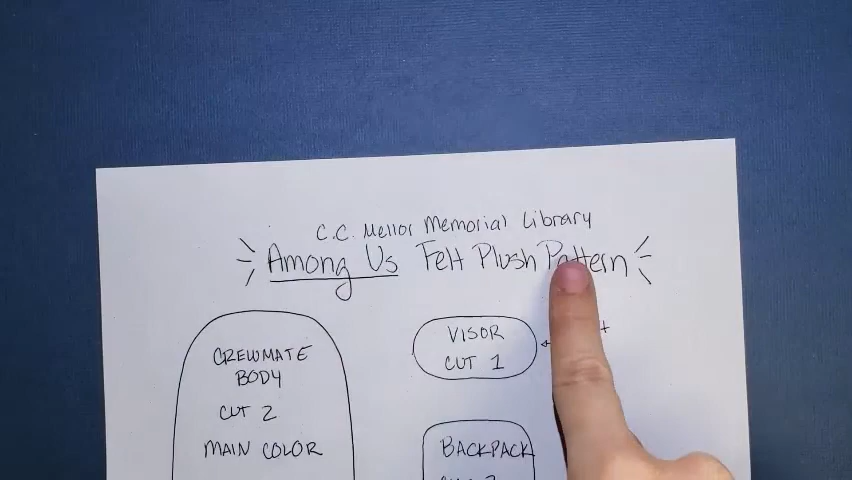 C.C. Mellor Memorial Library
Among Us Felt Plush Pattern
CREWMATE
BODY
CUT 2
MAIN COLOR
VISOR
CUT 1
BACKPACK